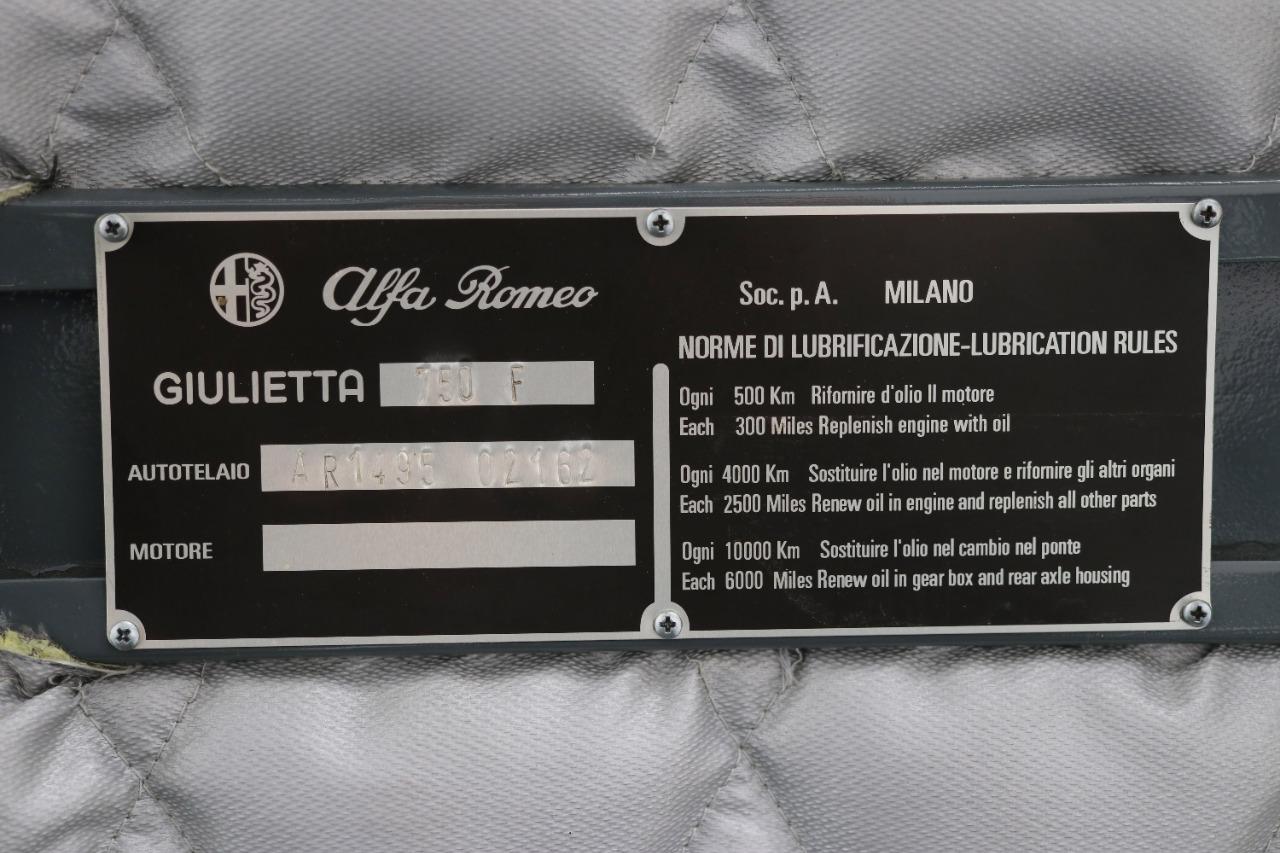 Alfa Romeo
GIULIETTA 750 F
AUTOTELAIO AR1495 02162
MOTORE
Soc. p. A. MILANO
NORME DI LUBRIFICAZIONE-LUBRICATION RULES
Ogni 500 Km Rifornire d'olio Il motore
Each 300 Miles Replenish engine with oil
Ogni 4000 Km Sostituire l'olio nel motore e rifornire gli altri organi
Each 2500 Miles Renew oil in engine and replenish all other parts
Ogni 10000 Km Sostituire l'olio nel cambio nel ponte
Each 6000 Miles Renew oil in gear box and rear axle housing